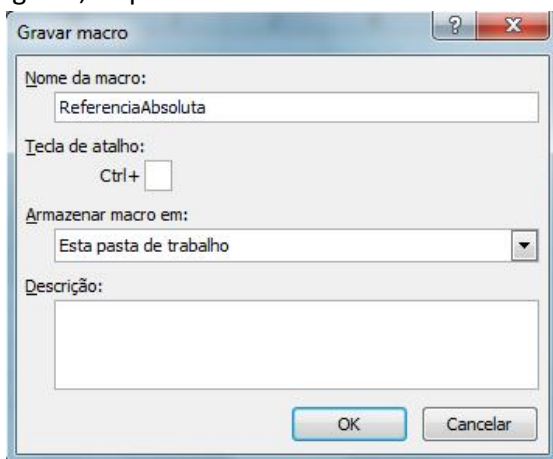 Gravar macro
Nome da macro:
ReferenciaAbsoluta
Tecla de atalho:
Ctrl+
Armazenar macro em:
Esta pasta de trabalho
Descrição:
OK Cancelar